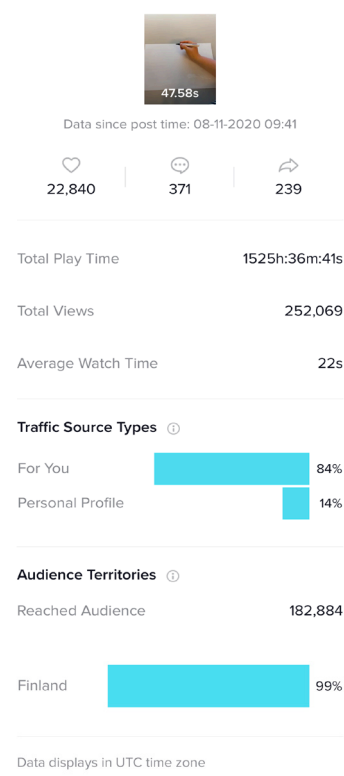 47.58s
Data since post time: 08-11-2020 09:41
22,840 371 239
Total Play Time 1525h:36m:41s
Total Views 252,069
Average Watch Time 22s
Traffic Source Types
For You 84%
Personal Profile 14%
Audience Territories
Reached Audience 182,884
Finland 99%
Data displays in UTC time zone